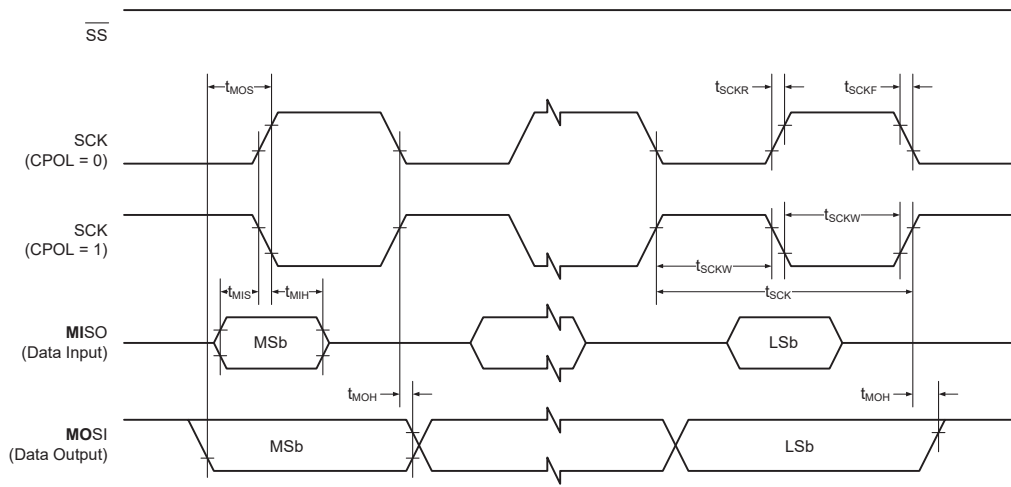 SS
tMOS
tSCKR
tSCKF
SCK
(CPOL = 0)
SCK
(CPOL = 1)
tSCKW
tSCKW
tSCK
tMIS
tMIH
MISO
(Data Input)
MSb
LSb
tMOH
tMOH
MOSI
(Data Output)
MSb
LSb